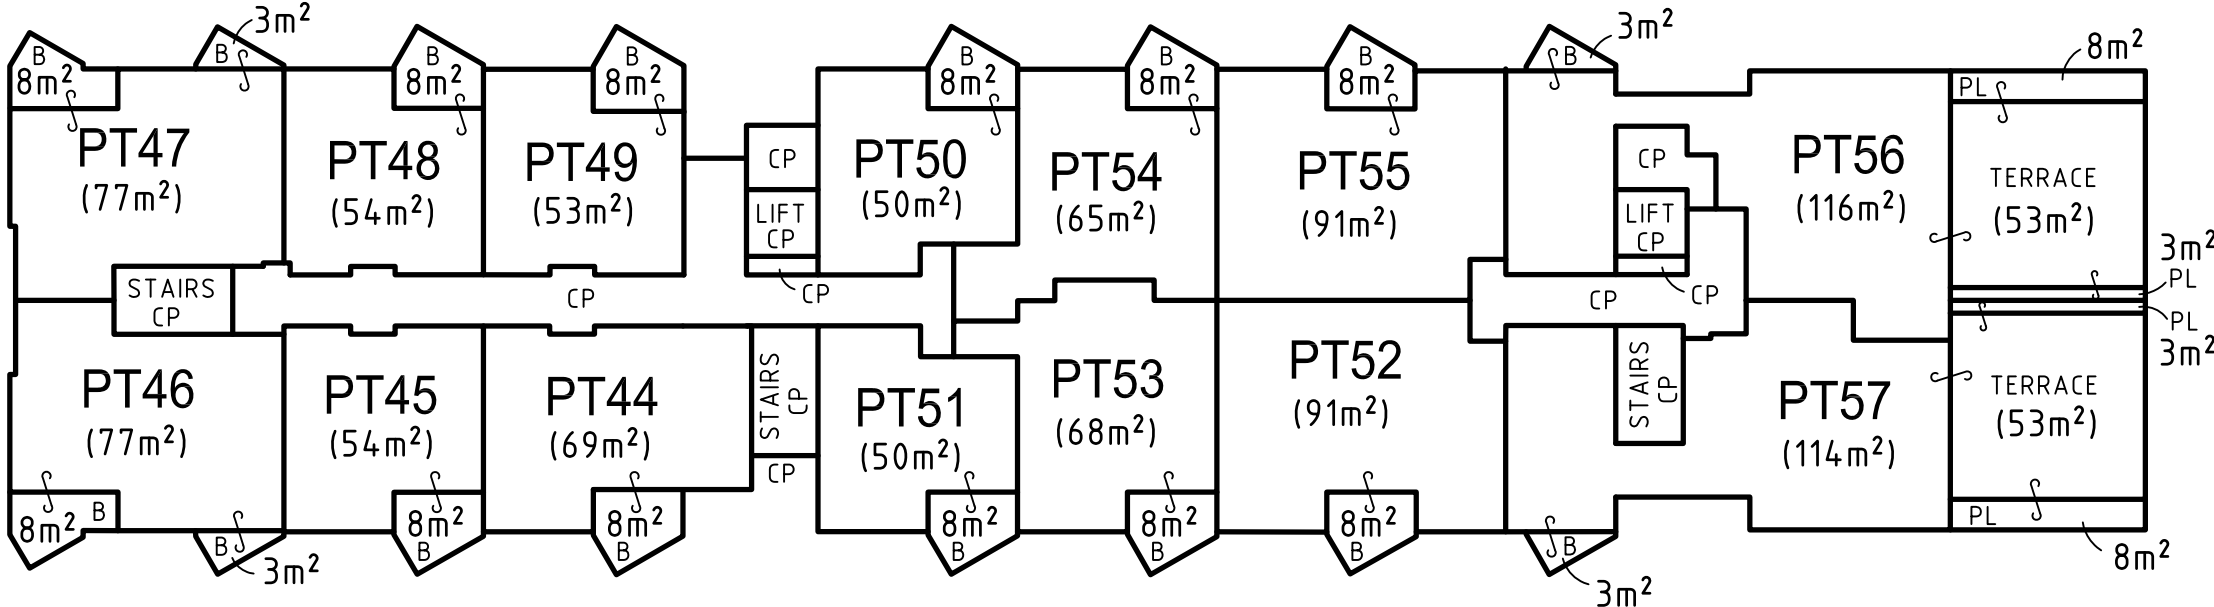 3m²
3m²
8m²
B
B
B
B
B
B
B
B
8m²
8m²
8m²
8m²
8m²
8m²
PL
PT47
(77m²)
PT48
(54m²)
PT49
(53m²)
CP
LIFT
CP
CP
PT50
(50m²)
PT54
(65m²)
PT55
(91m²)
CP
LIFT
CP
CP
PT56
(116m²)
TERRACE
(53m²)
3m²
PL
PL
3m²
STAIRS
CP
CP
CP
PT46
(77m²)
PT45
(54m²)
PT44
(69m²)
STAIRS
CP
CP
PT51
(50m²)
PT53
(68m²)
PT52
(91m²)
STAIRS
CP
PT57
(114m²)
TERRACE
(53m²)
8m²
B
B
3m²
8m²
B
8m²
B
8m²
B
8m²
B
8m²
B
B
3m²
PL
8m²